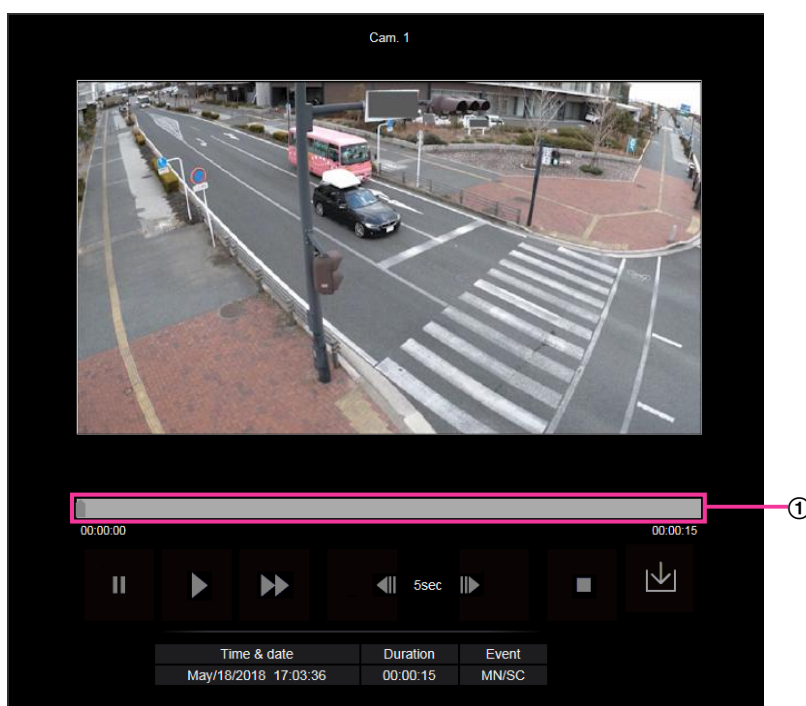 Cam. 1
①
00:00:00 00:00:15
5sec
Time & date Duration Event
May/18/2018 17:03:36 00:00:15 MN/SC